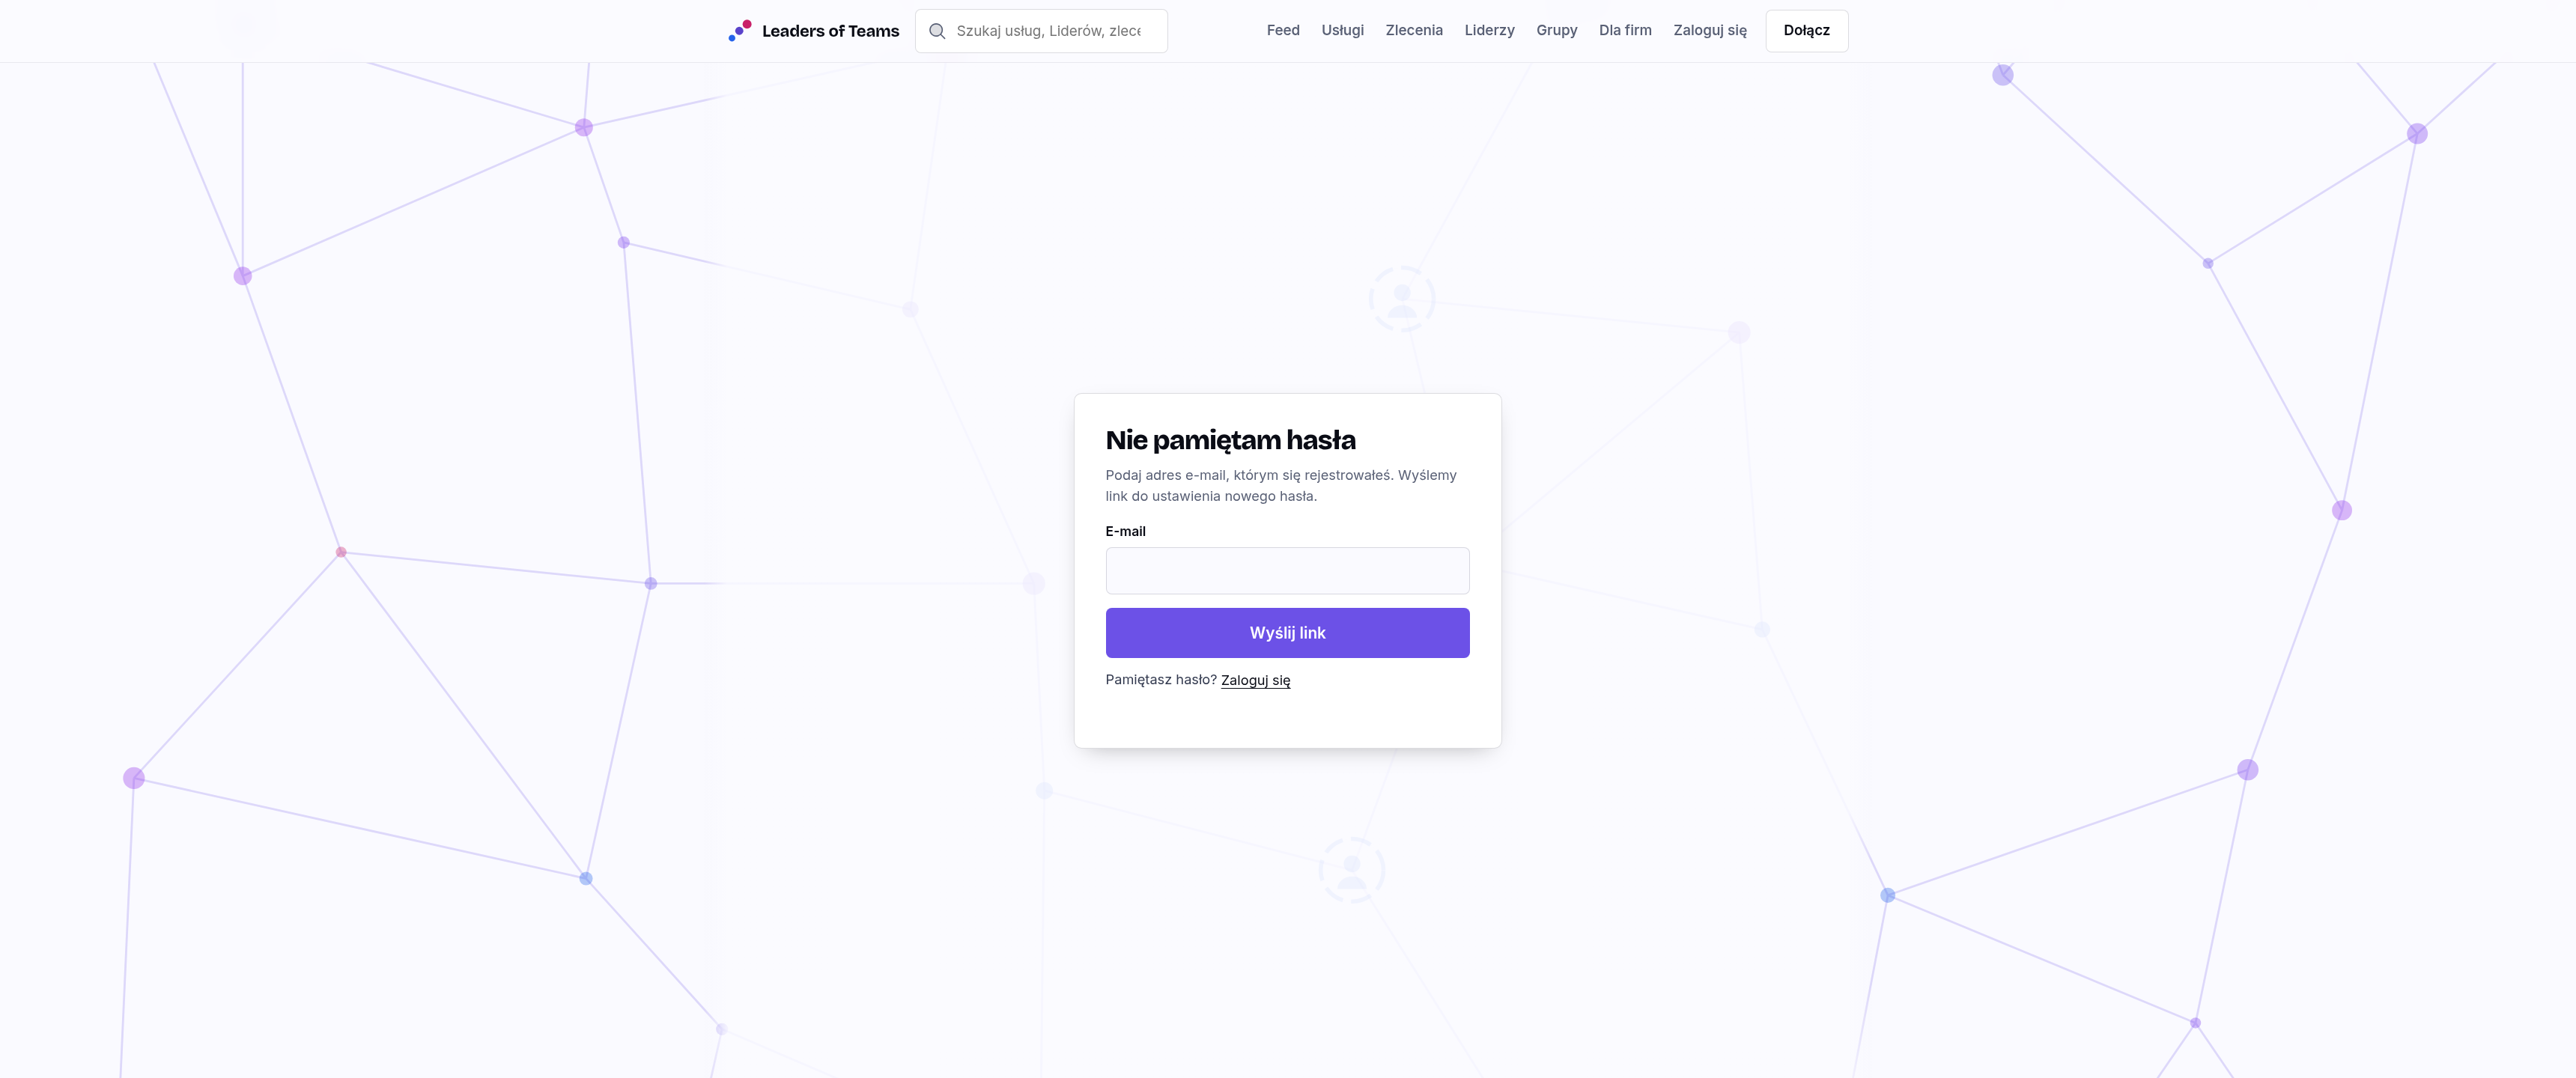 Leaders of Teams
Szukaj usług, Liderów, zlece
Feed
Usługi
Zlecenia
Liderzy
Grupy
Dla firm
Zaloguj się
Dołącz
Nie pamiętam hasła
Podaj adres e-mail, którym się rejestrowałeś. Wyślemy
link do ustawienia nowego hasła.
E-mail
Wyślij link
Pamiętasz hasło? Zaloguj się